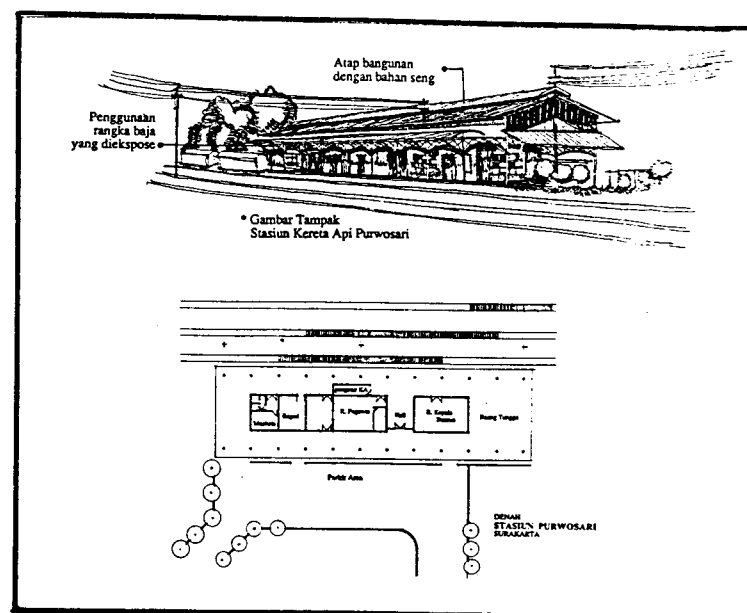 Atap bangunan
dengan bahan seng
Penggunaan
rangka baja
yang diekspose
* Gambar Tampak
Stasiun Kereta Api Purwosari
R. Pegawai
Hall
R. Kepala
Stasiun
Ruang Tunggu
Parkir Area
DENAH
STASIUN PURWOSARI
SURAKARTA